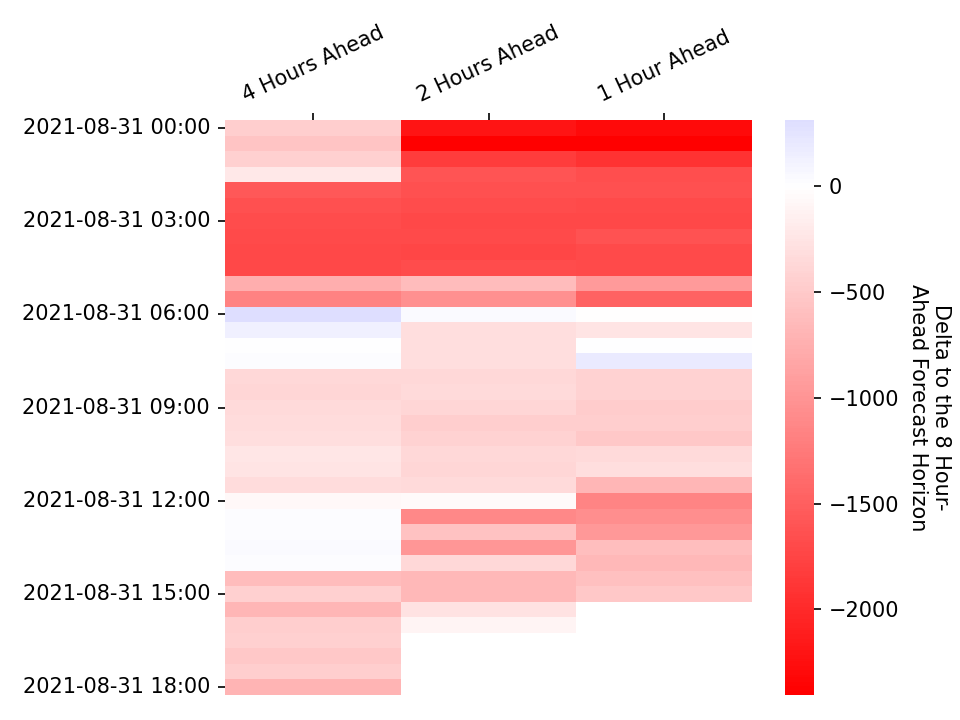 4 Hours Ahead
2 Hours Ahead
1 Hour Ahead
2021-08-31 00:00
2021-08-31 03:00
2021-08-31 06:00
2021-08-31 09:00
2021-08-31 12:00
2021-08-31 15:00
2021-08-31 18:00
0
−500
−1000
−1500
−2000
Delta to the 8 Hour-
Ahead Forecast Horizon